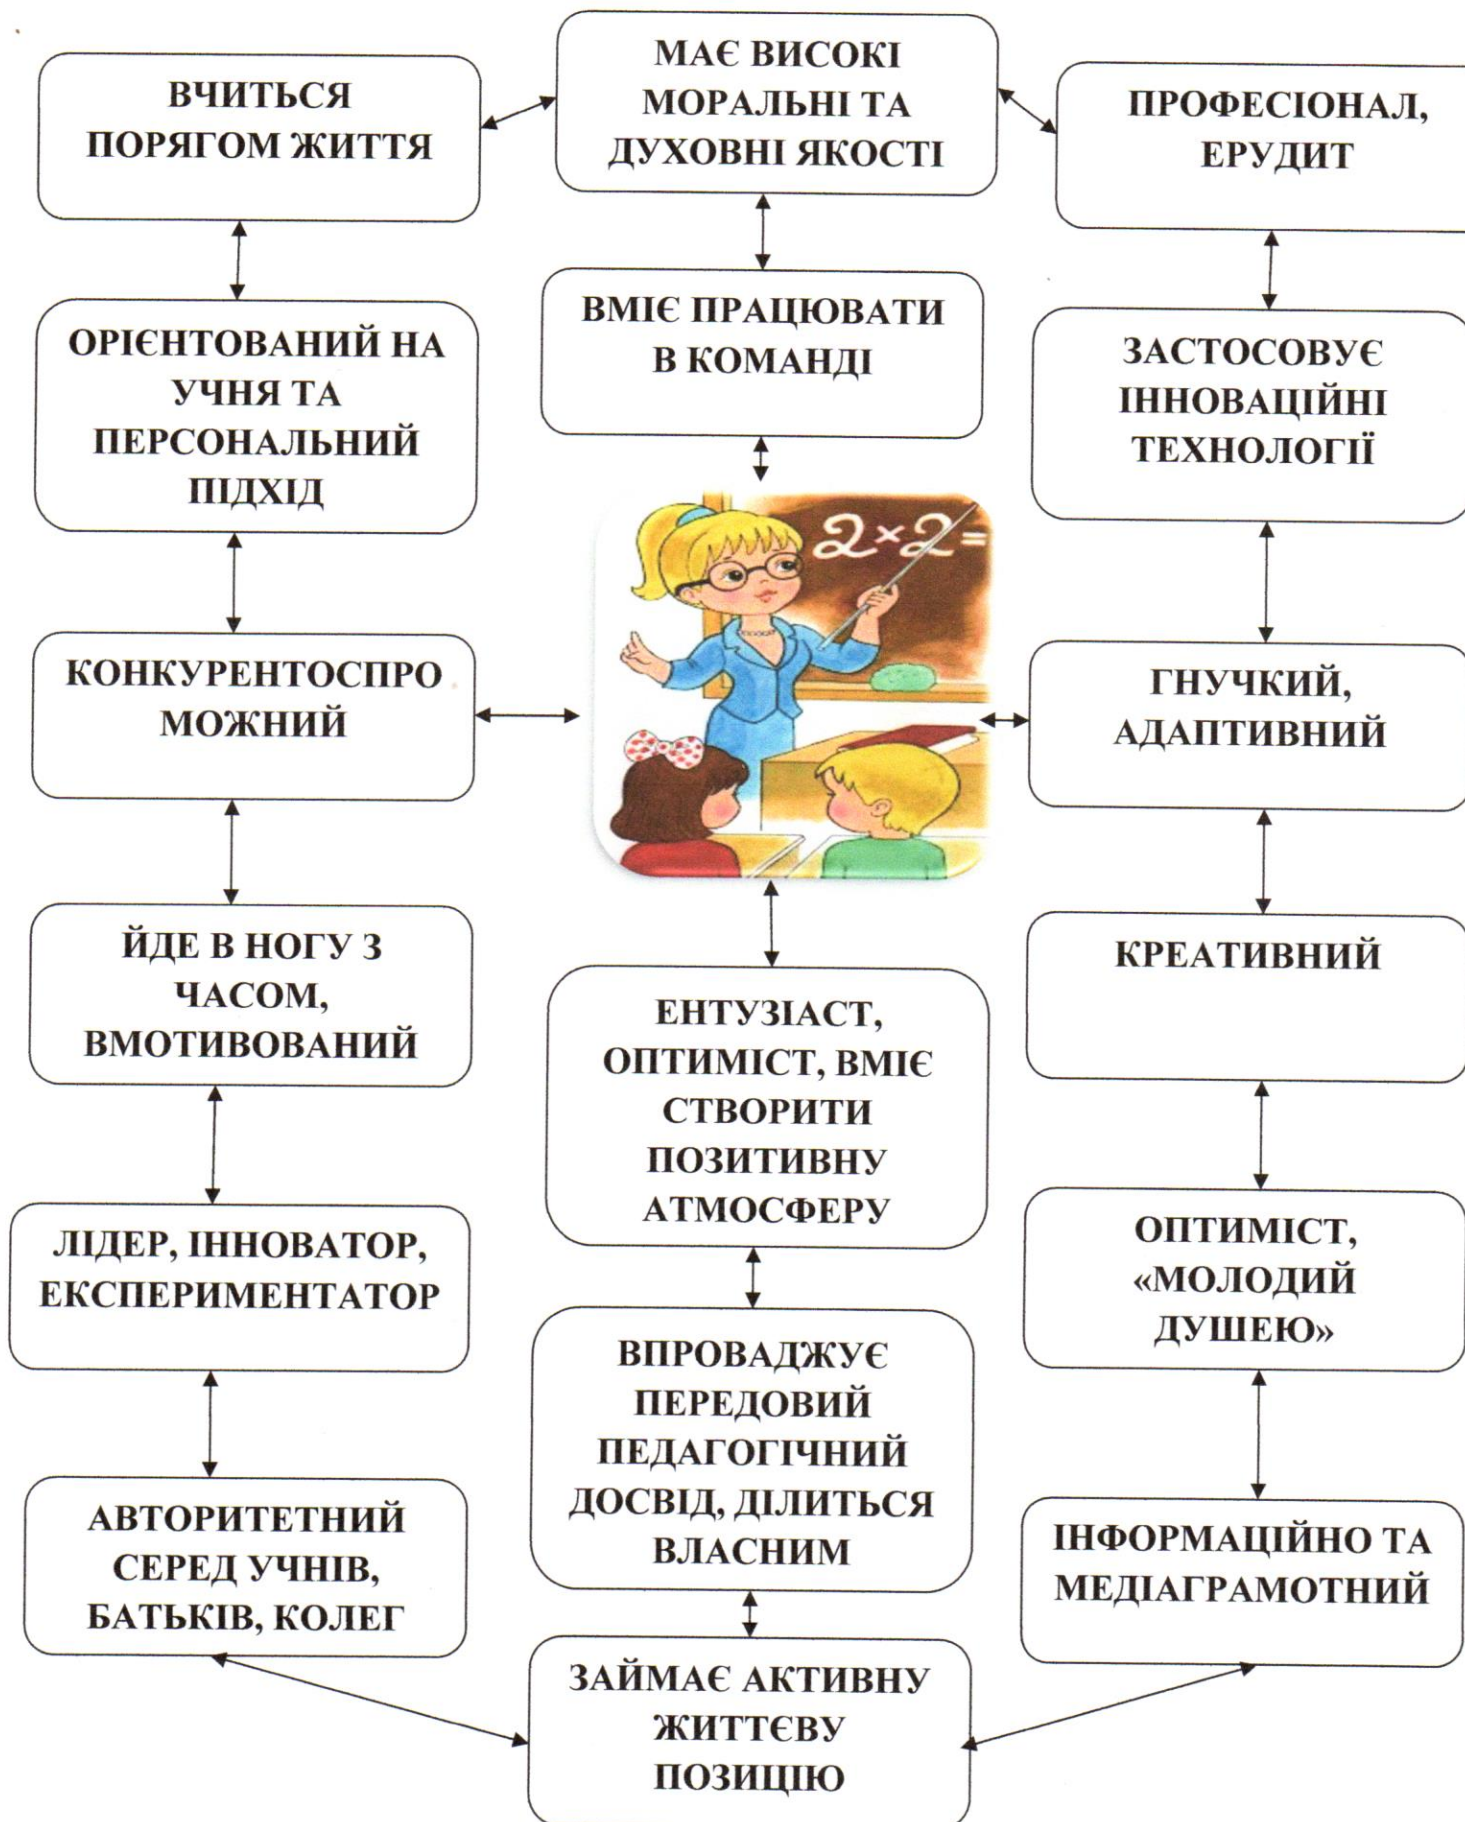 ВЧИТЬСЯ
ПОРЯГОМ ЖИТТЯ
МАЄ ВИСОКІ
МОРАЛЬНІ ТА
ДУХОВНІ ЯКОСТІ
ПРОФЕСІОНАЛ,
ЕРУДИТ
ОРІЄНТОВАНИЙ НА
УЧНЯ ТА
ПЕРСОНАЛЬНИЙ
ПІДХІД
ВМІЄ ПРАЦЮВАТИ
В КОМАНДІ
ЗАСТОСОВУЄ
ІННОВАЦІЙНІ
ТЕХНОЛОГІЇ
2×2=
КОНКУРЕНТОСПРО
МОЖНИЙ
ГНУЧКИЙ,
АДАПТИВНИЙ
ЙДЕ В НОГУ З
ЧАСОМ,
ВМОТИВОВАНИЙ
ЕНТУЗІАСТ,
ОПТИМІСТ, ВМІЄ
СТВОРИТИ
ПОЗИТИВНУ
АТМОСФЕРУ
КРЕАТИВНИЙ
ЛІДЕР, ІННОВАТОР,
ЕКСПЕРИМЕНТАТОР
ВПРОВАДЖУЄ
ПЕРЕДОВИЙ
ПЕДАГОГІЧНИЙ
ДОСВІД, ДІЛИТЬСЯ
ВЛАСНИМ
ОПТИМІСТ,
«МОЛОДИЙ
ДУШЕЮ»
АВТОРИТЕТНИЙ
СЕРЕД УЧНІВ,
БАТЬКІВ, КОЛЕГ
ЗАЙМАЄ АКТИВНУ
ЖИТТЄВУ
ПОЗИЦІЮ
ІНФОРМАЦІЙНО ТА
МЕДІАГРАМОТНИЙ